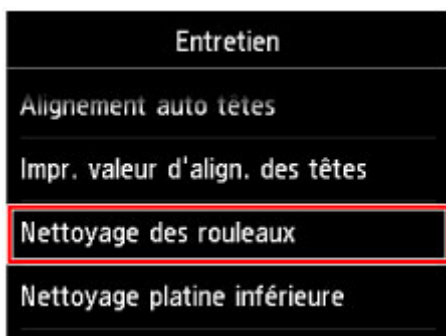 Entretien
Alignement auto têtes
Impr. valeur d'align. des têtes
Nettoyage des rouleaux
Nettoyage platine inférieure